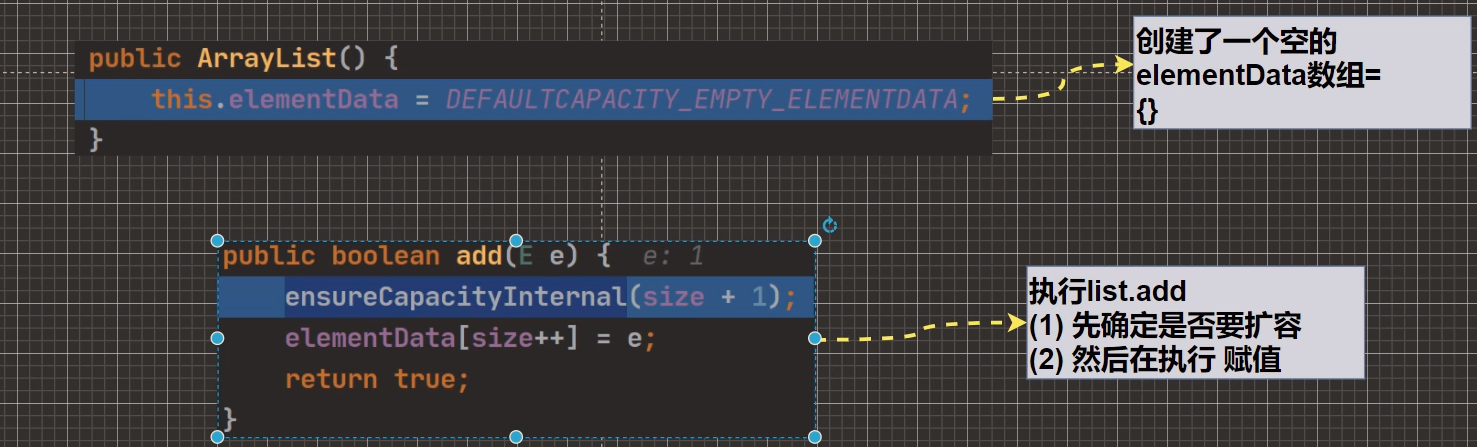 public ArrayList() {
this.elementData = DEFAULTCAPACITY_EMPTY_ELEMENTDATA;
}
创建了一个空的
elementData数组=
{}
public boolean add(E e) {  e: 1
ensureCapacityInternal(size + 1);
elementData[size++] = e;
return true;
}
执行list.add
(1) 先确定是否要扩容
(2) 然后在执行 赋值